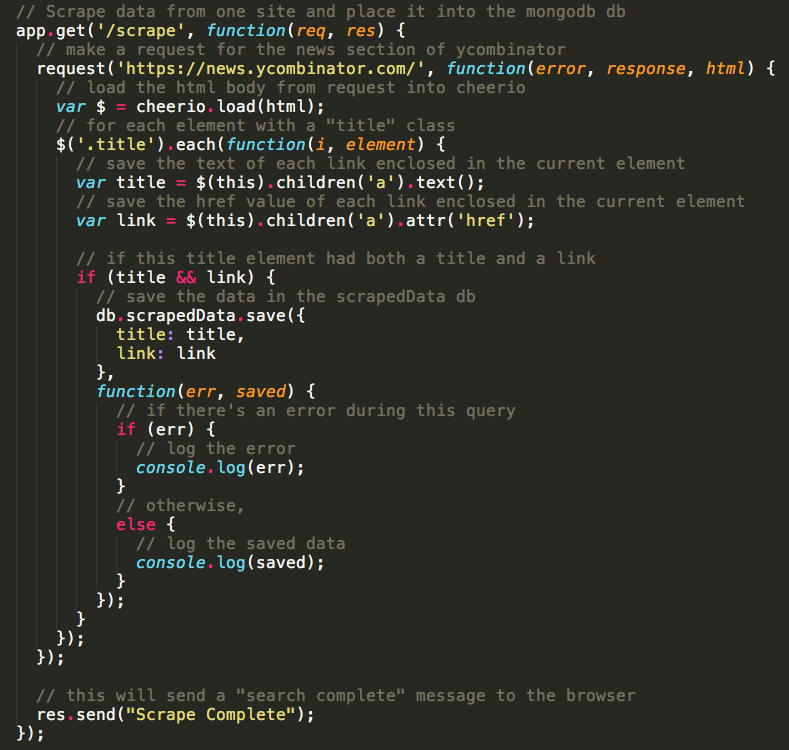 // Scrape data from one site and place it into the mongodb db
app.get('/scrape', function(req, res) {
  // make a request for the news section of ycombinator
  request('https://news.ycombinator.com/', function(error, response, html) {
    // load the html body from request into cheerio
    var $ = cheerio.load(html);
    // for each element with a "title" class
    $('.title').each(function(i, element) {
      // save the text of each link enclosed in the current element
      var title = $(this).children('a').text();
      // save the href value of each link enclosed in the current element
      var link = $(this).children('a').attr('href');

      // if this title element had both a title and a link
      if (title && link) {
        // save the data in the scrapedData db
        db.scrapedData.save({
          title: title,
          link: link
        },
        function(err, saved) {
          // if there's an error during this query
          if (err) {
            // log the error
            console.log(err);
          }
          // otherwise,
          else {
            // log the saved data
            console.log(saved);
          }
        });
      }
    });
  });

  // this will send a "search complete" message to the browser
  res.send("Scrape Complete");
});